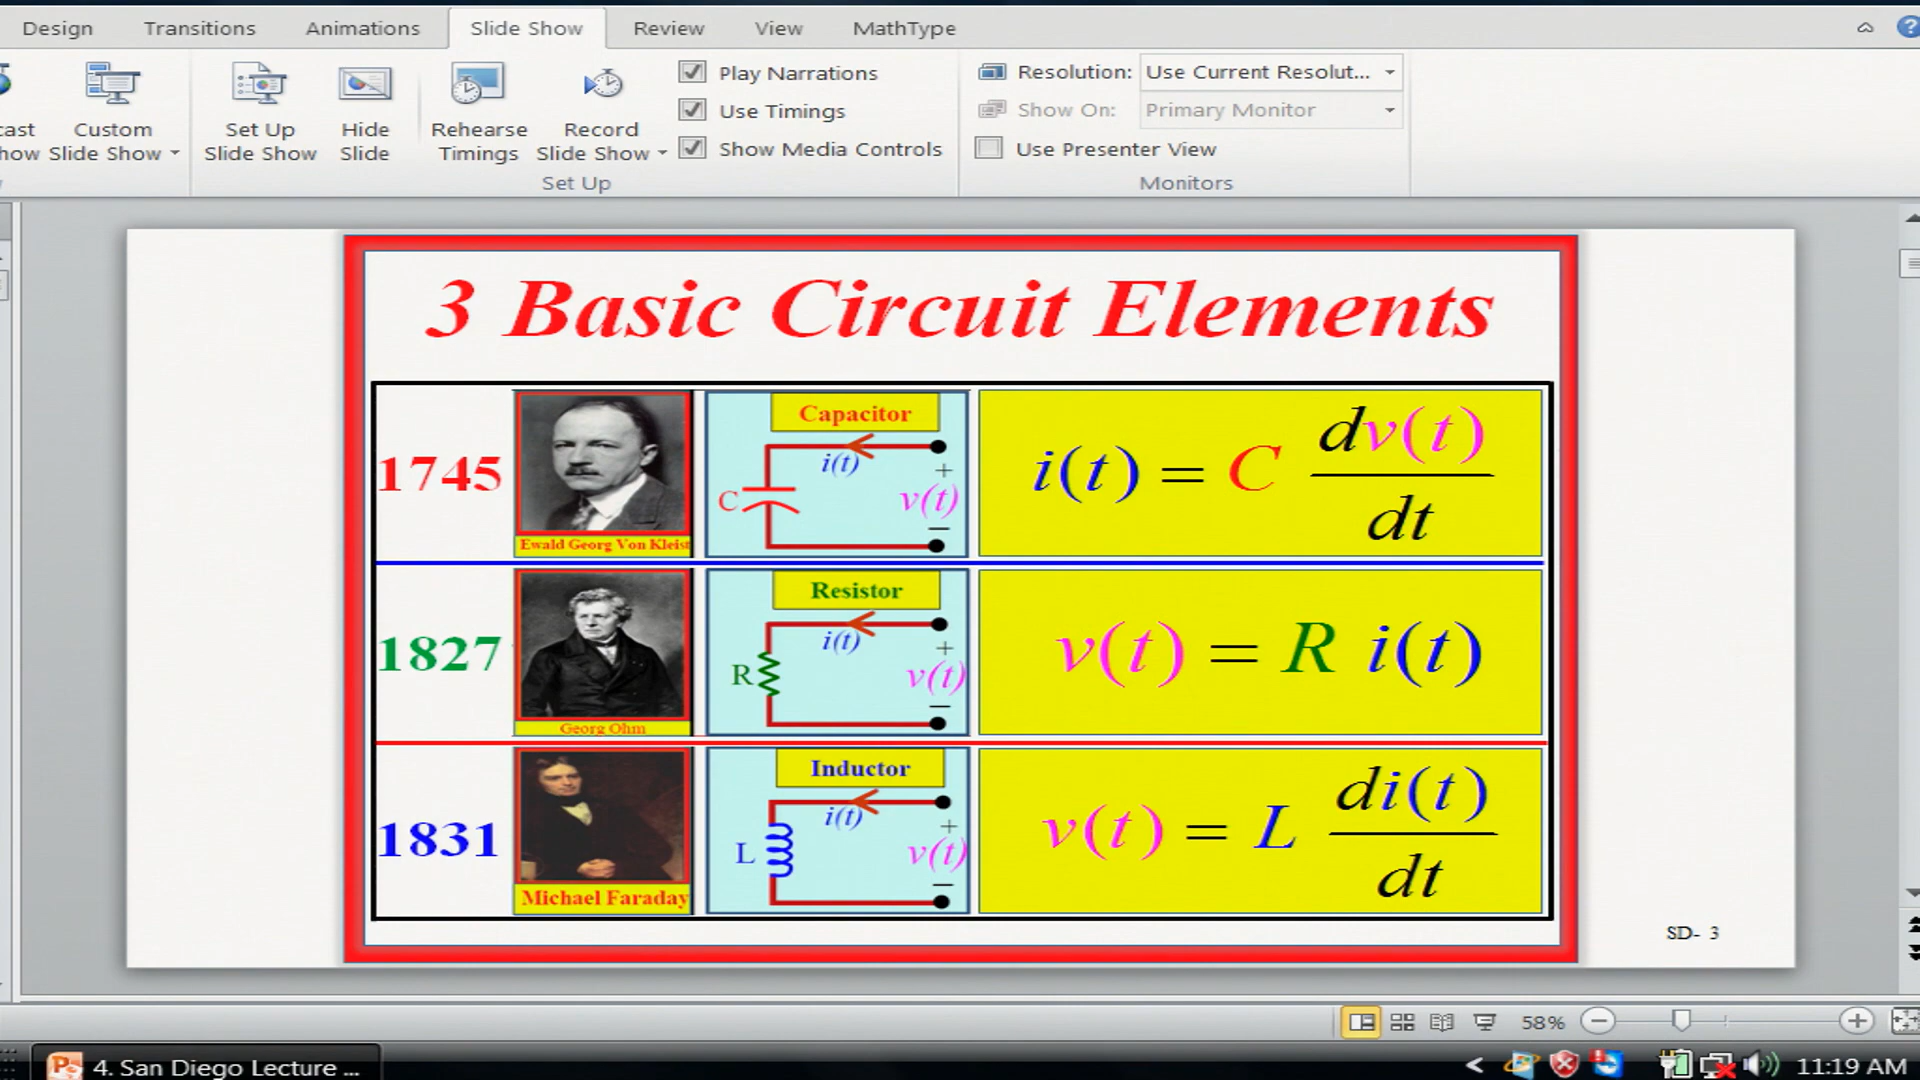 Design Transitions Animations Slide Show Review View MathType
Custom
Slide Show
Set Up
Slide Show
Hide
Slide
Rehearse
Timings
Record
Slide Show
Play Narrations
Use Timings
Show Media Controls
Set Up
Resolution: Use Current Resolut...
Show On: Primary Monitor
Use Presenter View
Monitors
3 Basic Circuit Elements
1745
Ewald Georg Von Kleist
Capacitor
i(t)
+
C
v(t)
−
i(t) = C dv(t)/dt
1827
Georg Ohm
Resistor
i(t)
+
R
v(t)
−
v(t) = R i(t)
1831
Michael Faraday
Inductor
i(t)
+
L
v(t)
−
v(t) = L di(t)/dt
SD- 3
58%
4. San Diego Lecture ...
11:19 AM